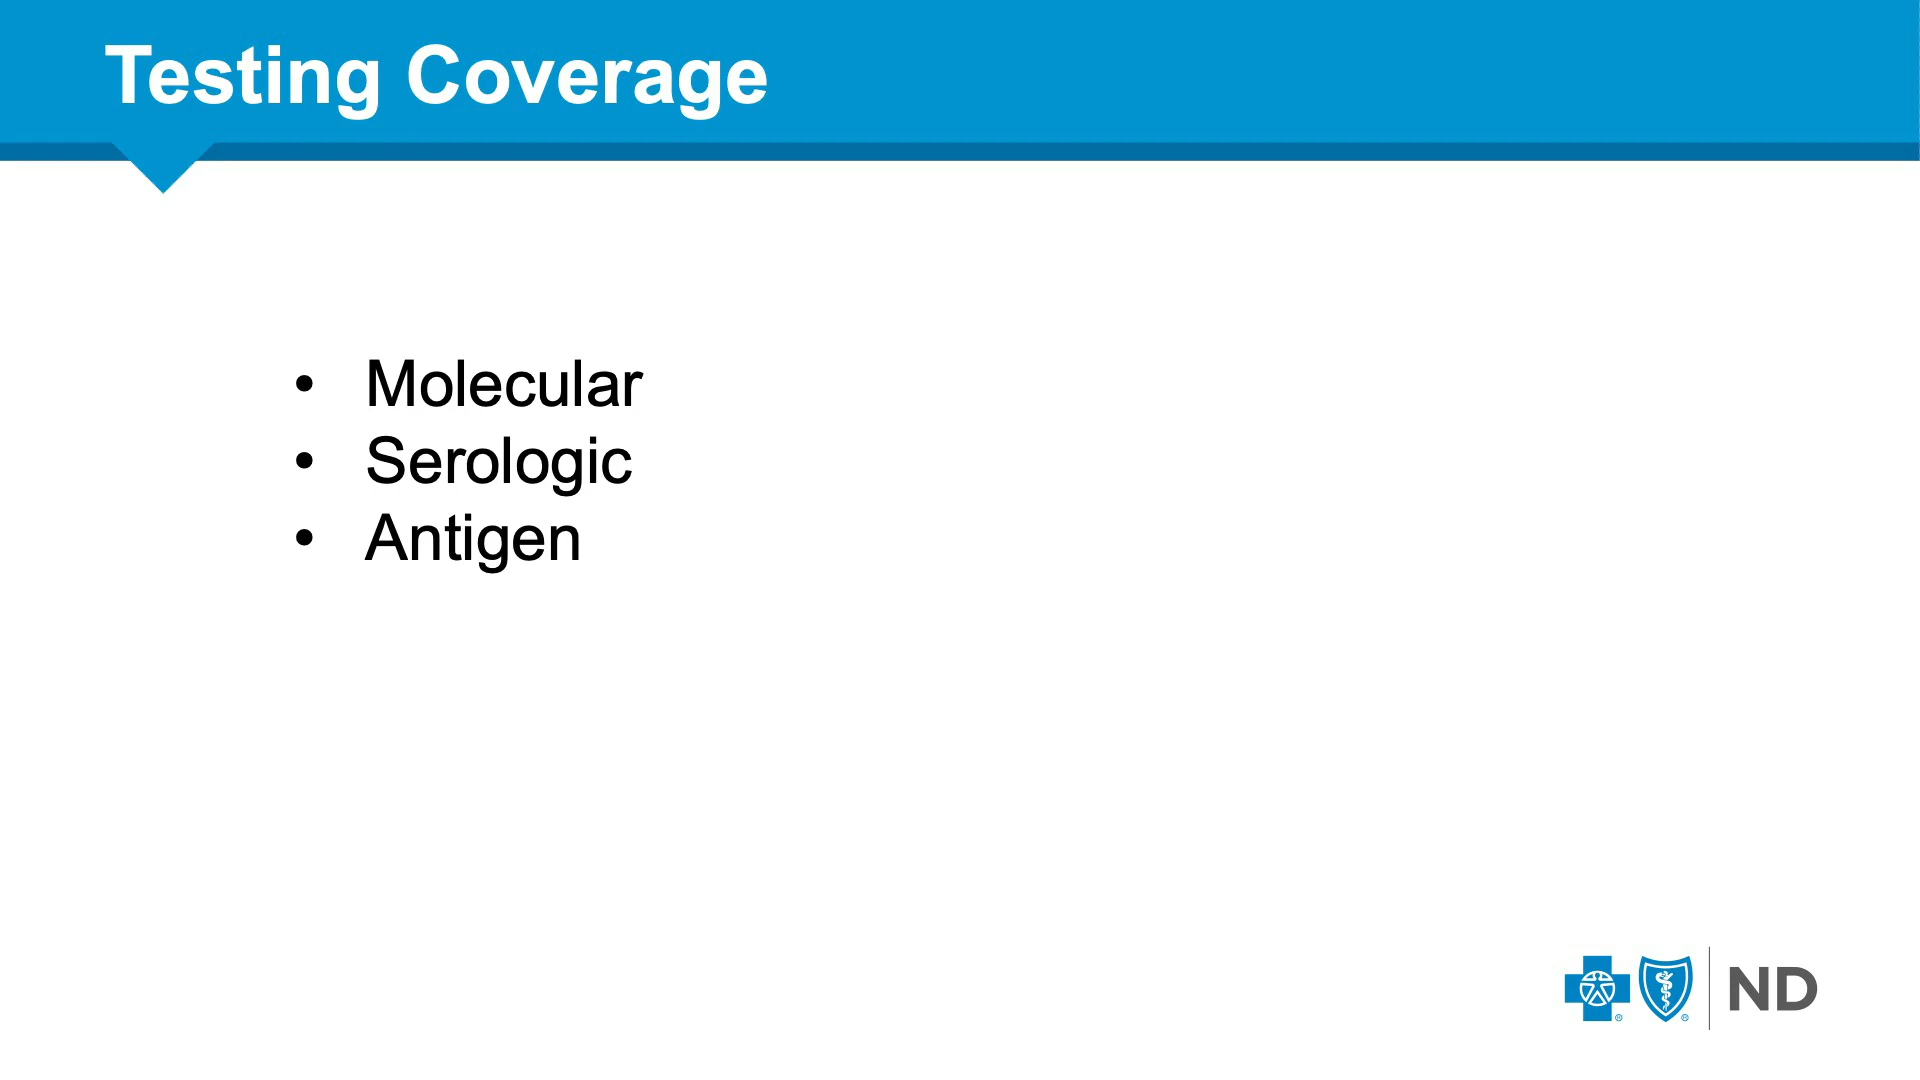 Testing Coverage
• Molecular
• Serologic
• Antigen
ND